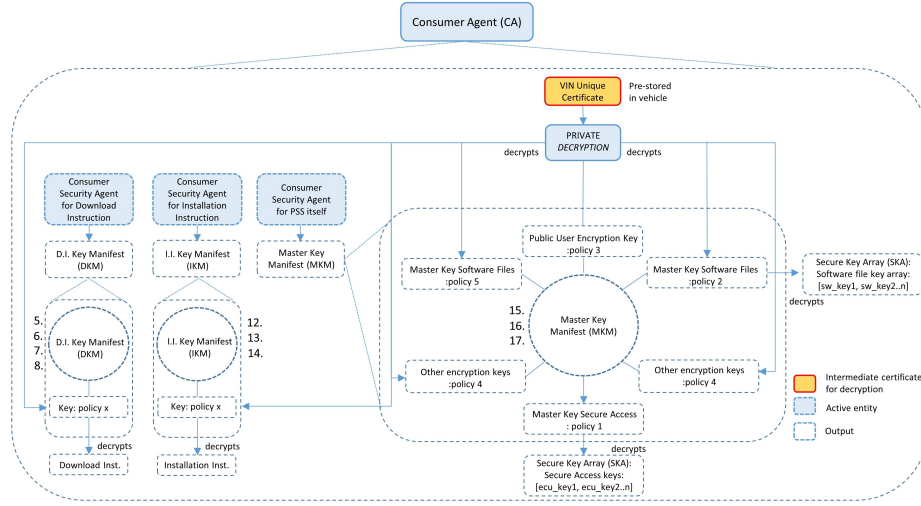 Consumer Agent (CA)
VIN Unique
Certificate
Pre-stored
in vehicle
PRIVATE
DECRYPTION
decrypts
decrypts
Consumer
Security Agent
for Download
Instruction
Consumer
Security Agent
for Installation
Instruction
Consumer
Security Agent
for PSS itself
D.I. Key Manifest
(DKM)
I.I. Key Manifest
(IKM)
Master Key
Manifest (MKM)
Public User Encryption Key
:policy 3
Master Key Software Files
:policy 5
Master Key Software Files
:policy 2
Secure Key Array (SKA):
Software file key array:
[sw_key1, sw_key2..n]
decrypts
5.
6.
7.
8.
D.I. Key Manifest
(DKM)
I.I. Key Manifest
(IKM)
12.
13.
14.
15.
16.
17.
Master Key
Manifest (MKM)
Other encryption keys
:policy 4
Other encryption keys
:policy 4
Key: policy x
Key: policy x
Master Key Secure Access
: policy 1
decrypts
decrypts
decrypts
Download Inst.
Installation Inst.
Secure Key Array (SKA):
Secure Access keys:
[ecu_key1, ecu_key2..n]
Intermediate certificate
for decryption
Active entity
Output